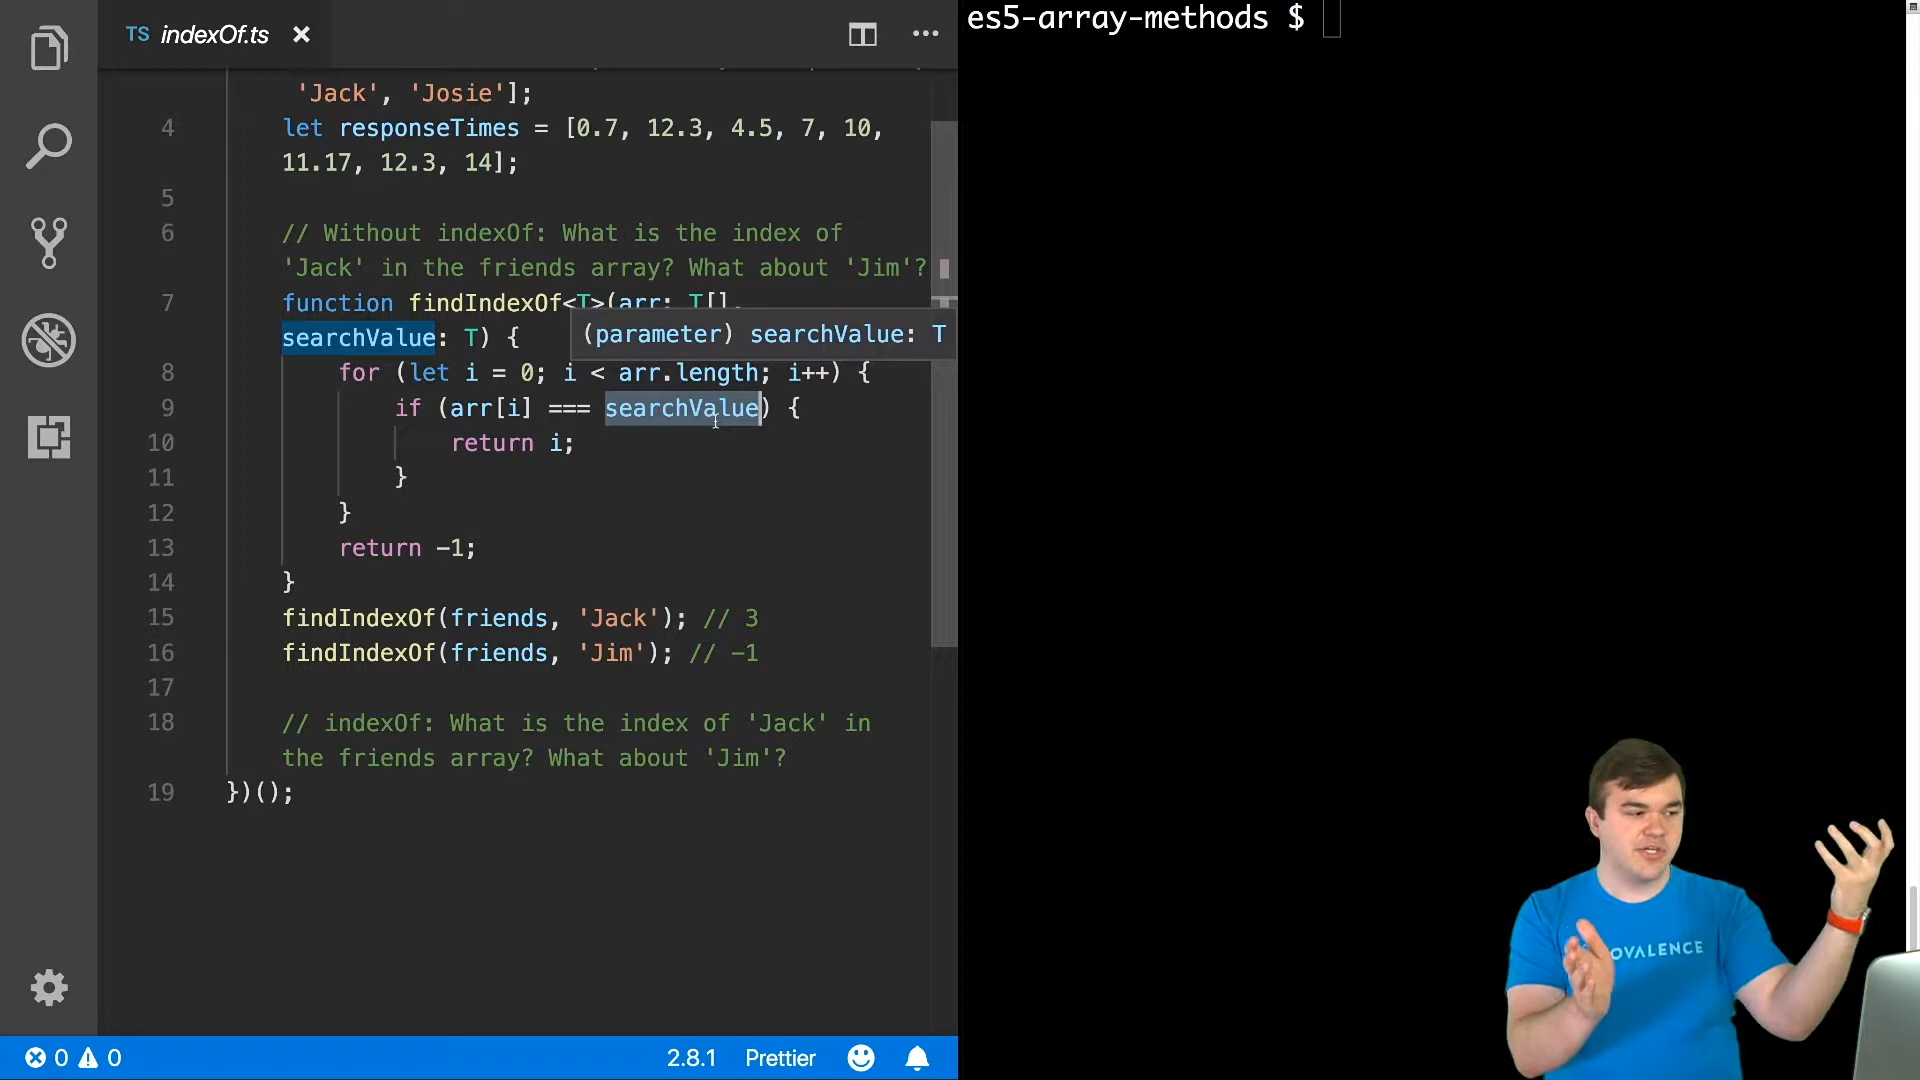 TS indexOf.ts
es5-array-methods $
'Jack', 'Josie'];
4 let responseTimes = [0.7, 12.3, 4.5, 7, 10,
11.17, 12.3, 14];
5
6 // Without indexOf: What is the index of
'Jack' in the friends array? What about 'Jim'?
7 function findIndexOf<T>(arr: T[],
searchValue: T) {
(parameter) searchValue: T
8 for (let i = 0; i < arr.length; i++) {
9 if (arr[i] === searchValue) {
10 return i;
11 }
12 }
13 return -1;
14 }
15 findIndexOf(friends, 'Jack'); // 3
16 findIndexOf(friends, 'Jim'); // -1
17
18 // indexOf: What is the index of 'Jack' in
the friends array? What about 'Jim'?
19 })();
OVALENCE
0 0 2.8.1 Prettier